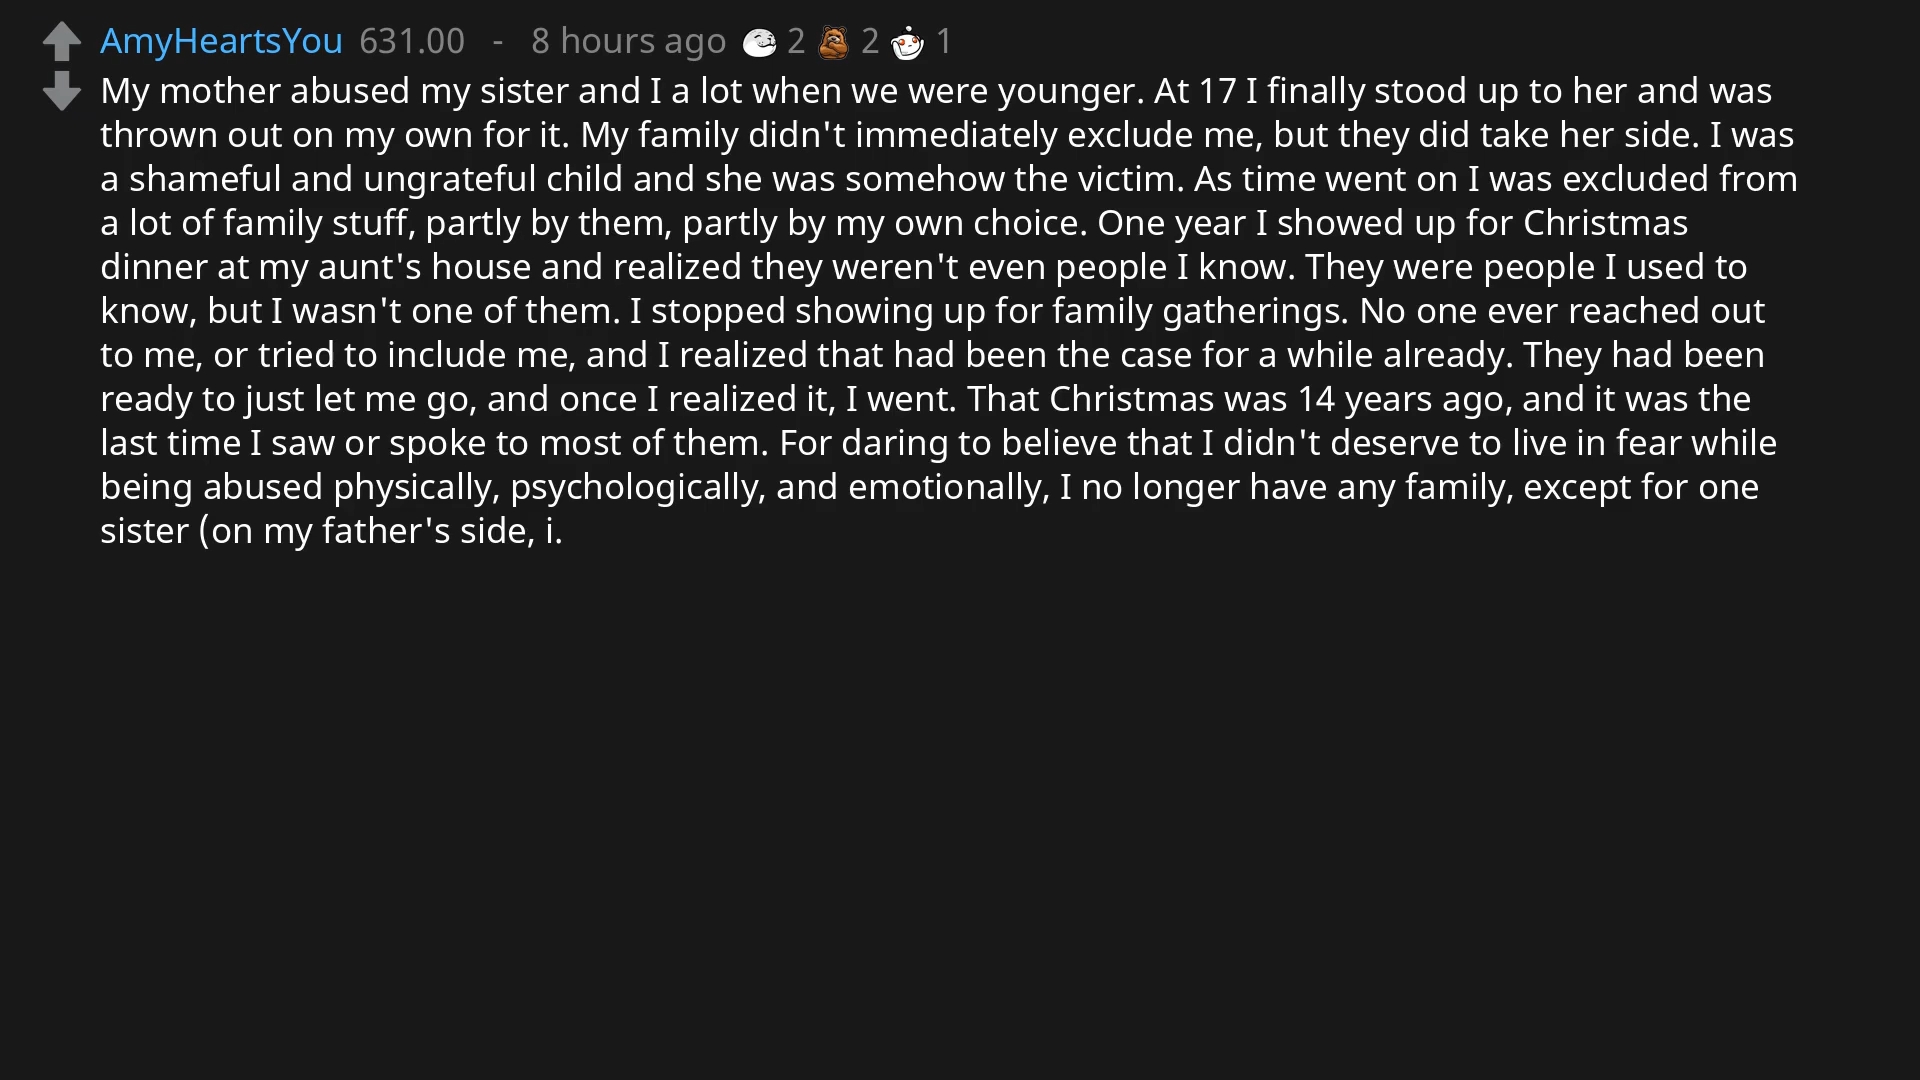 AmyHeartsYou 631.00 - 8 hours ago 2 2 1
My mother abused my sister and I a lot when we were younger. At 17 I finally stood up to her and was
thrown out on my own for it. My family didn't immediately exclude me, but they did take her side. I was
a shameful and ungrateful child and she was somehow the victim. As time went on I was excluded from
a lot of family stuff, partly by them, partly by my own choice. One year I showed up for Christmas
dinner at my aunt's house and realized they weren't even people I know. They were people I used to
know, but I wasn't one of them. I stopped showing up for family gatherings. No one ever reached out
to me, or tried to include me, and I realized that had been the case for a while already. They had been
ready to just let me go, and once I realized it, I went. That Christmas was 14 years ago, and it was the
last time I saw or spoke to most of them. For daring to believe that I didn't deserve to live in fear while
being abused physically, psychologically, and emotionally, I no longer have any family, except for one
sister (on my father's side, i.